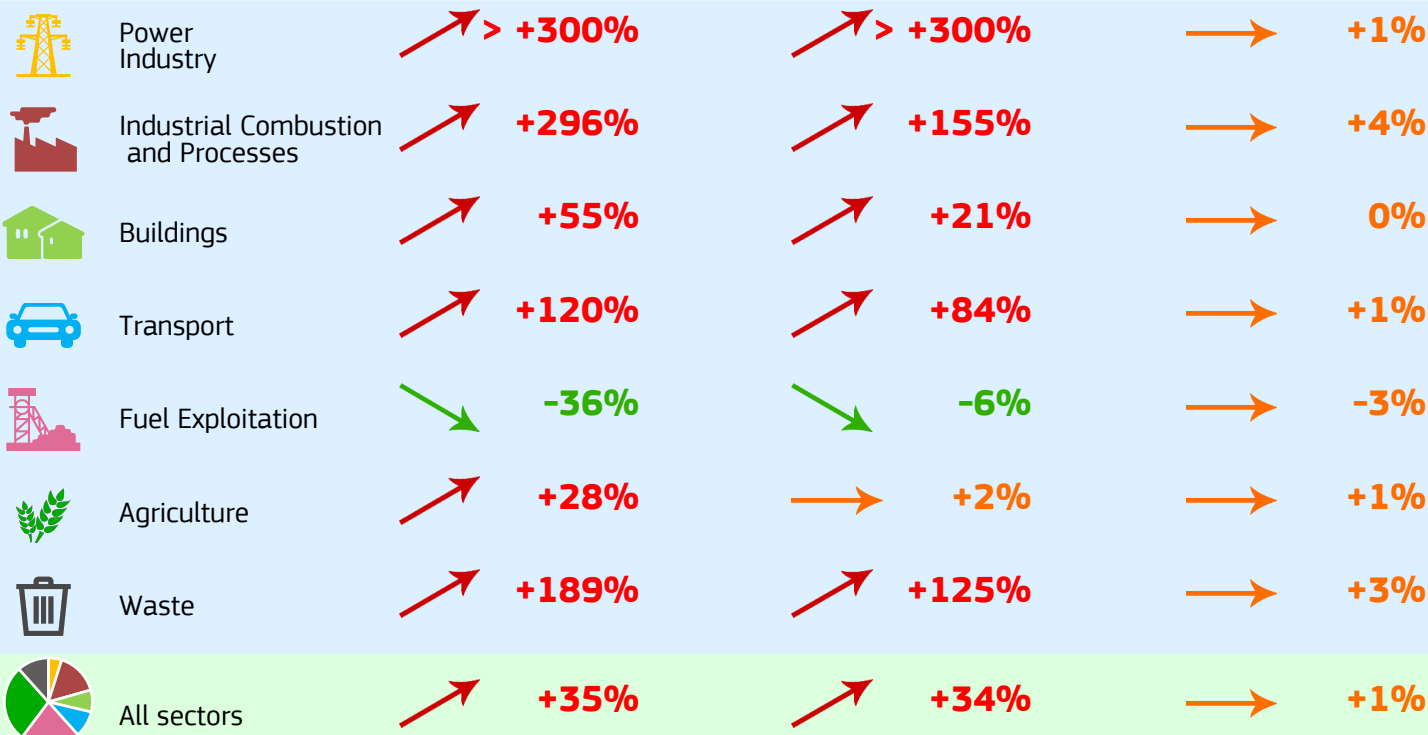 Power
Industry
> +300%
> +300%
+1%
Industrial Combustion
and Processes
+296%
+155%
+4%
Buildings
+55%
+21%
0%
Transport
+120%
+84%
+1%
Fuel Exploitation
-36%
-6%
-3%
Agriculture
+28%
+2%
+1%
Waste
+189%
+125%
+3%
All sectors
+35%
+34%
+1%